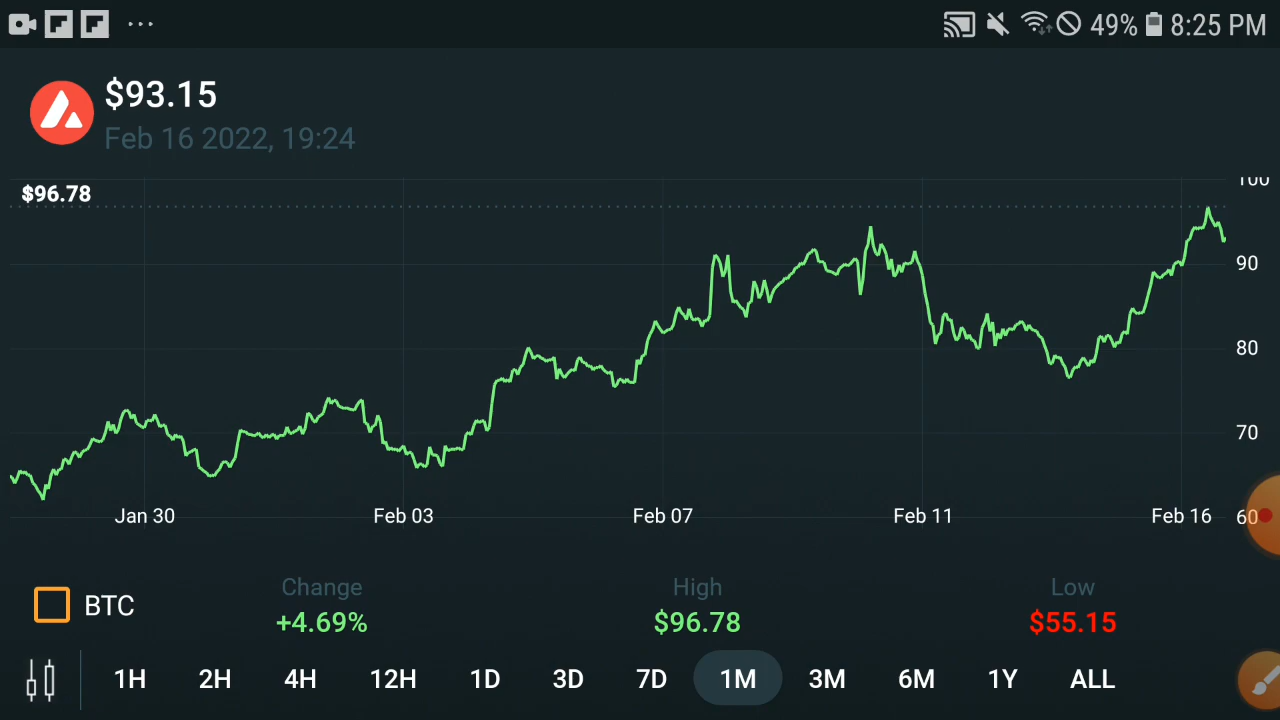 49% 8:25 PM
$93.15
Feb 16 2022, 19:24
$96.78
100
90
80
70
60
Jan 30 Feb 03 Feb 07 Feb 11 Feb 16
Change High Low
BTC +4.69% $96.78 $55.15
1H 2H 4H 12H 1D 3D 7D 1M 3M 6M 1Y ALL